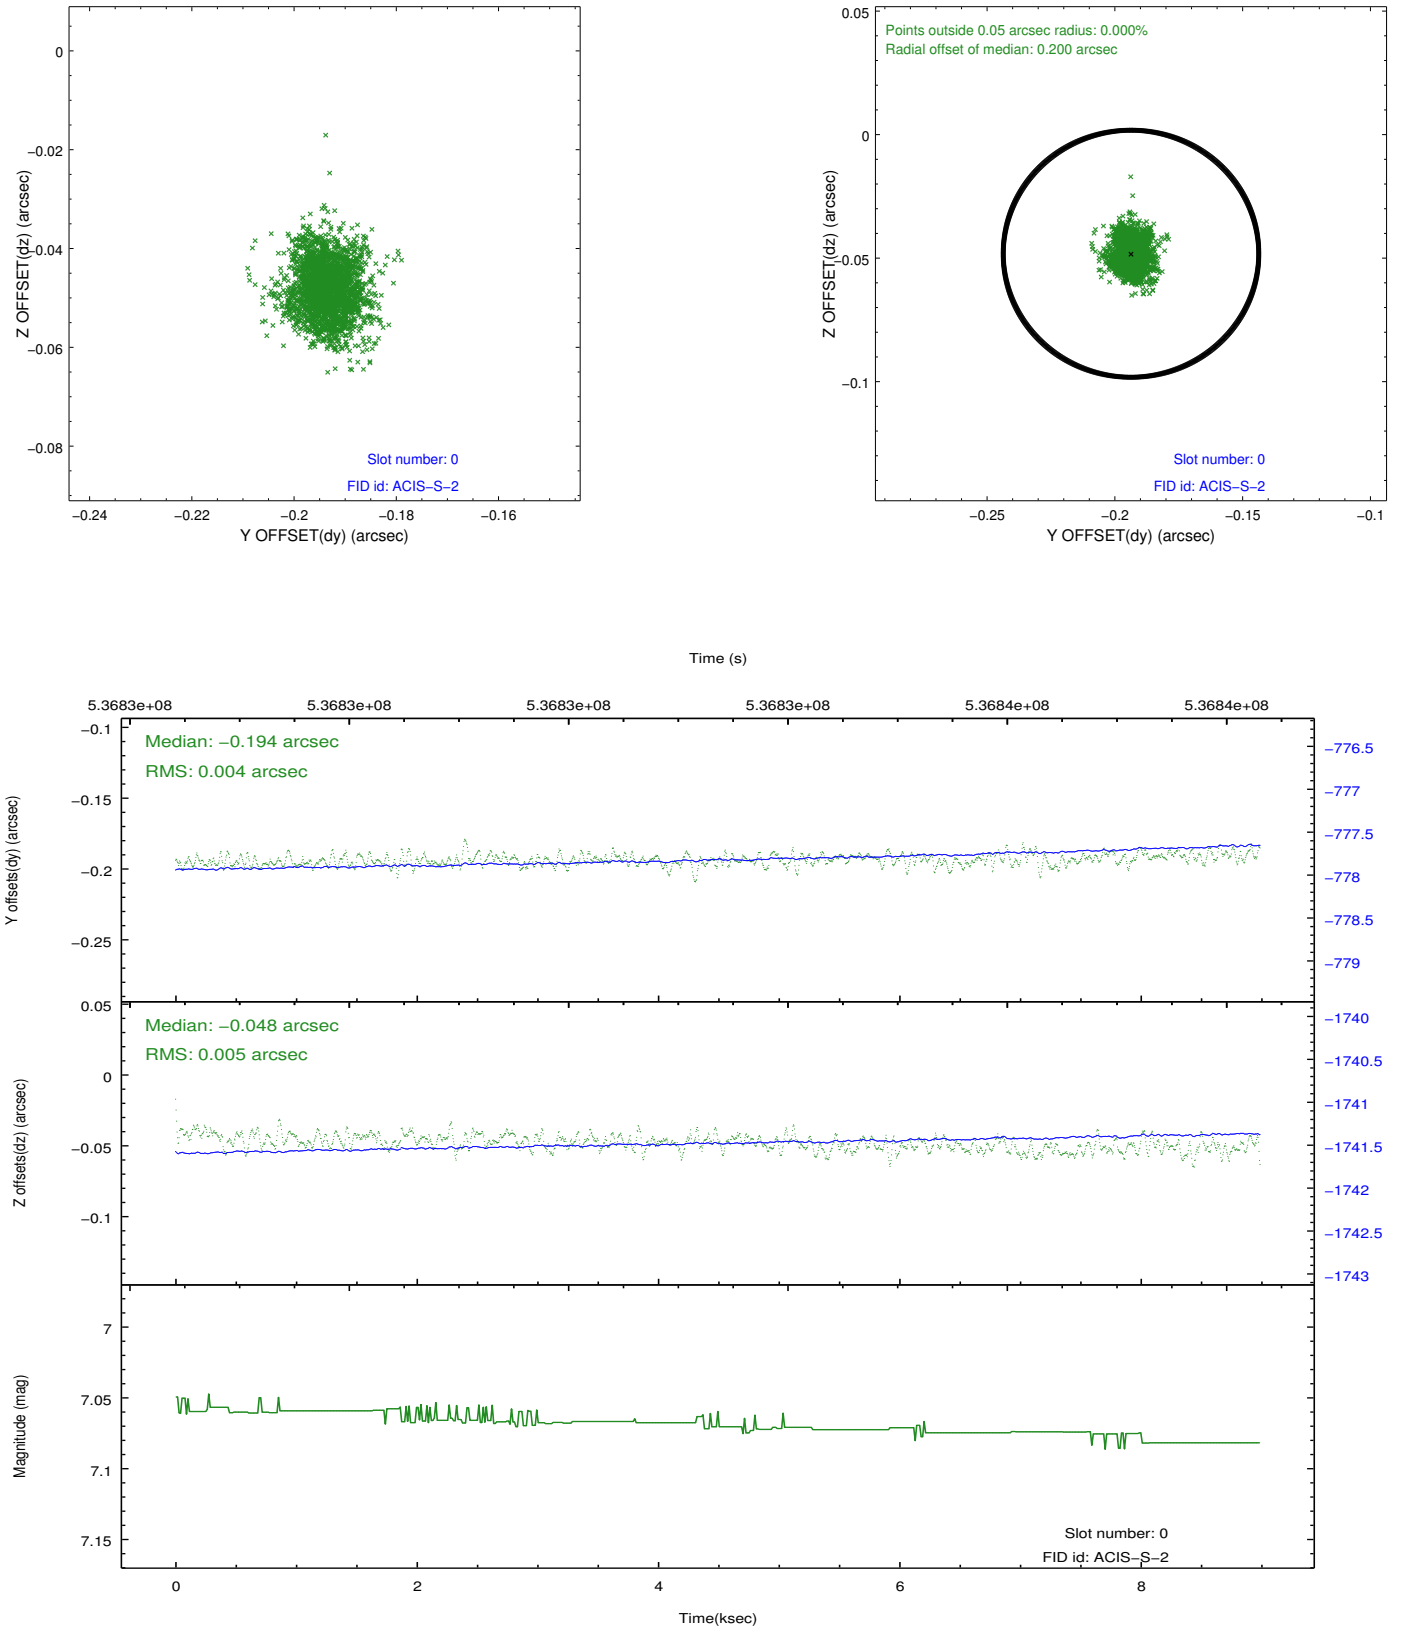 0
−0.02
−0.04
−0.06
−0.08
Z OFFSET(dz) (arcsec)
Slot number: 0
FID id: ACIS−S−2
−0.24
−0.22
−0.2
−0.18
−0.16
Y OFFSET(dy) (arcsec)
0.05
0
−0.05
−0.1
Z OFFSET(dz) (arcsec)
Points outside 0.05 arcsec radius: 0.000%
Radial offset of median: 0.200 arcsec
Slot number: 0
FID id: ACIS−S−2
−0.25
−0.2
−0.15
−0.1
Y OFFSET(dy) (arcsec)
Time (s)
5.3683e+08
5.3683e+08
5.3683e+08
5.3683e+08
5.3684e+08
5.3684e+08
−0.1
−0.15
−0.2
−0.25
Y offsets(dy) (arcsec)
Median: −0.194 arcsec
RMS: 0.004 arcsec
−776.5
−777
−777.5
−778
−778.5
−779
0.05
0
−0.05
−0.1
Z offsets(dz) (arcsec)
Median: −0.048 arcsec
RMS: 0.005 arcsec
−1740
−1740.5
−1741
−1741.5
−1742
−1742.5
−1743
7
7.05
7.1
7.15
Magnitude (mag)
Slot number: 0
FID id: ACIS−S−2
0
2
4
6
8
Time(ksec)